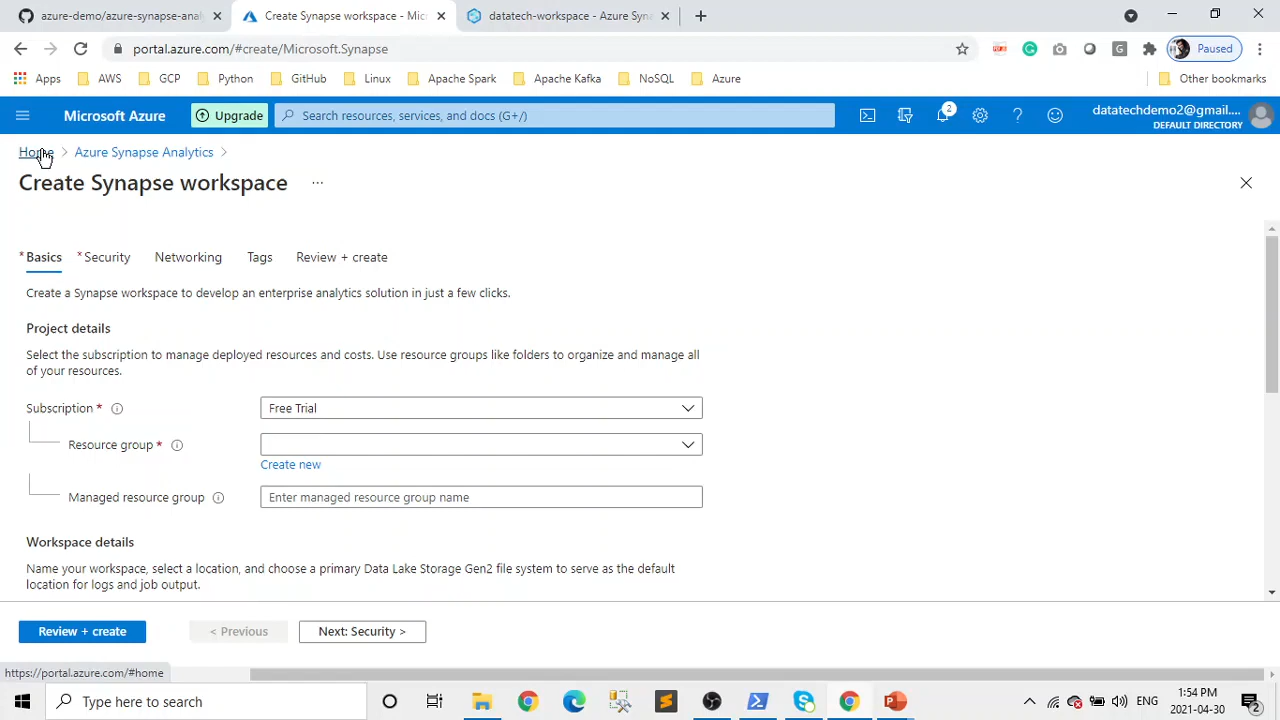 azure-demo/azure-synapse-analy
Create Synapse workspace - Mic
datatech-workspace - Azure Syna
portal.azure.com/#create/Microsoft.Synapse
Paused
Apps
AWS
GCP
Python
GitHub
Linux
Apache Spark
Apache Kafka
NoSQL
Azure
Other bookmarks
Microsoft Azure
Upgrade
Search resources, services, and docs (G+/)
2
datatechdemo2@gmail....
DEFAULT DIRECTORY
Home > Azure Synapse Analytics >
Create Synapse workspace ...
* Basics * Security Networking Tags Review + create
Create a Synapse workspace to develop an enterprise analytics solution in just a few clicks.
Project details
Select the subscription to manage deployed resources and costs. Use resource groups like folders to organize and manage all
of your resources.
Subscription *
Free Trial
Resource group *
Create new
Managed resource group
Enter managed resource group name
Workspace details
Name your workspace, select a location, and choose a primary Data Lake Storage Gen2 file system to serve as the default
location for logs and job output.
Review + create
< Previous
Next: Security >
https://portal.azure.com/#home
Type here to search
ENG
1:54 PM
2021-04-30
2